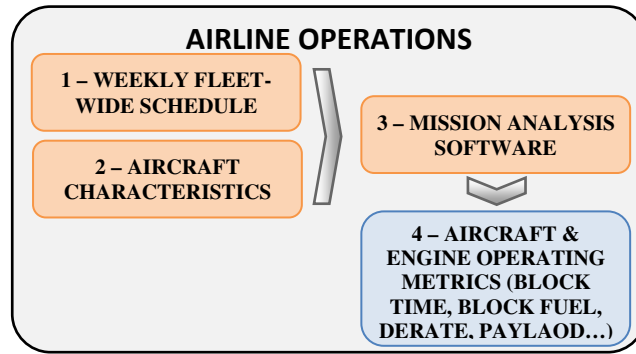 AIRLINE OPERATIONS
1 – WEEKLY FLEET-
WIDE SCHEDULE
2 – AIRCRAFT
CHARACTERISTICS
3 – MISSION ANALYSIS
SOFTWARE
4 – AIRCRAFT &
ENGINE OPERATING
METRICS (BLOCK
TIME, BLOCK FUEL,
DERATE, PAYLAOD…)